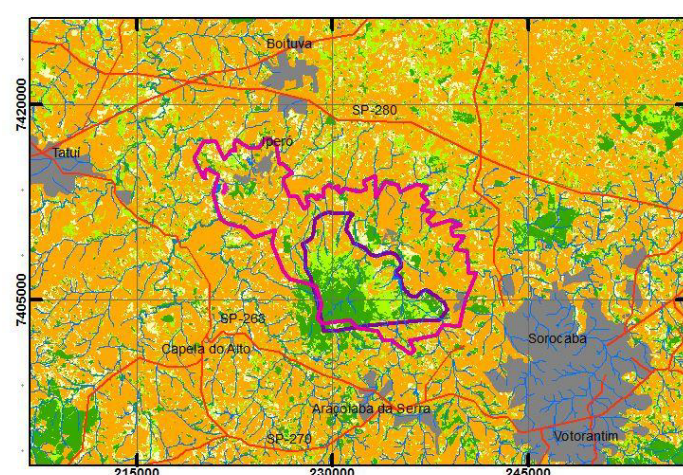 Boituva
7420000
SP-280
Tatuí
Iperó
7405000
SP-268
Sorocaba
Capela do Alto
Araçoiaba da Serra
SP-270
Votorantim
215000
230000
245000